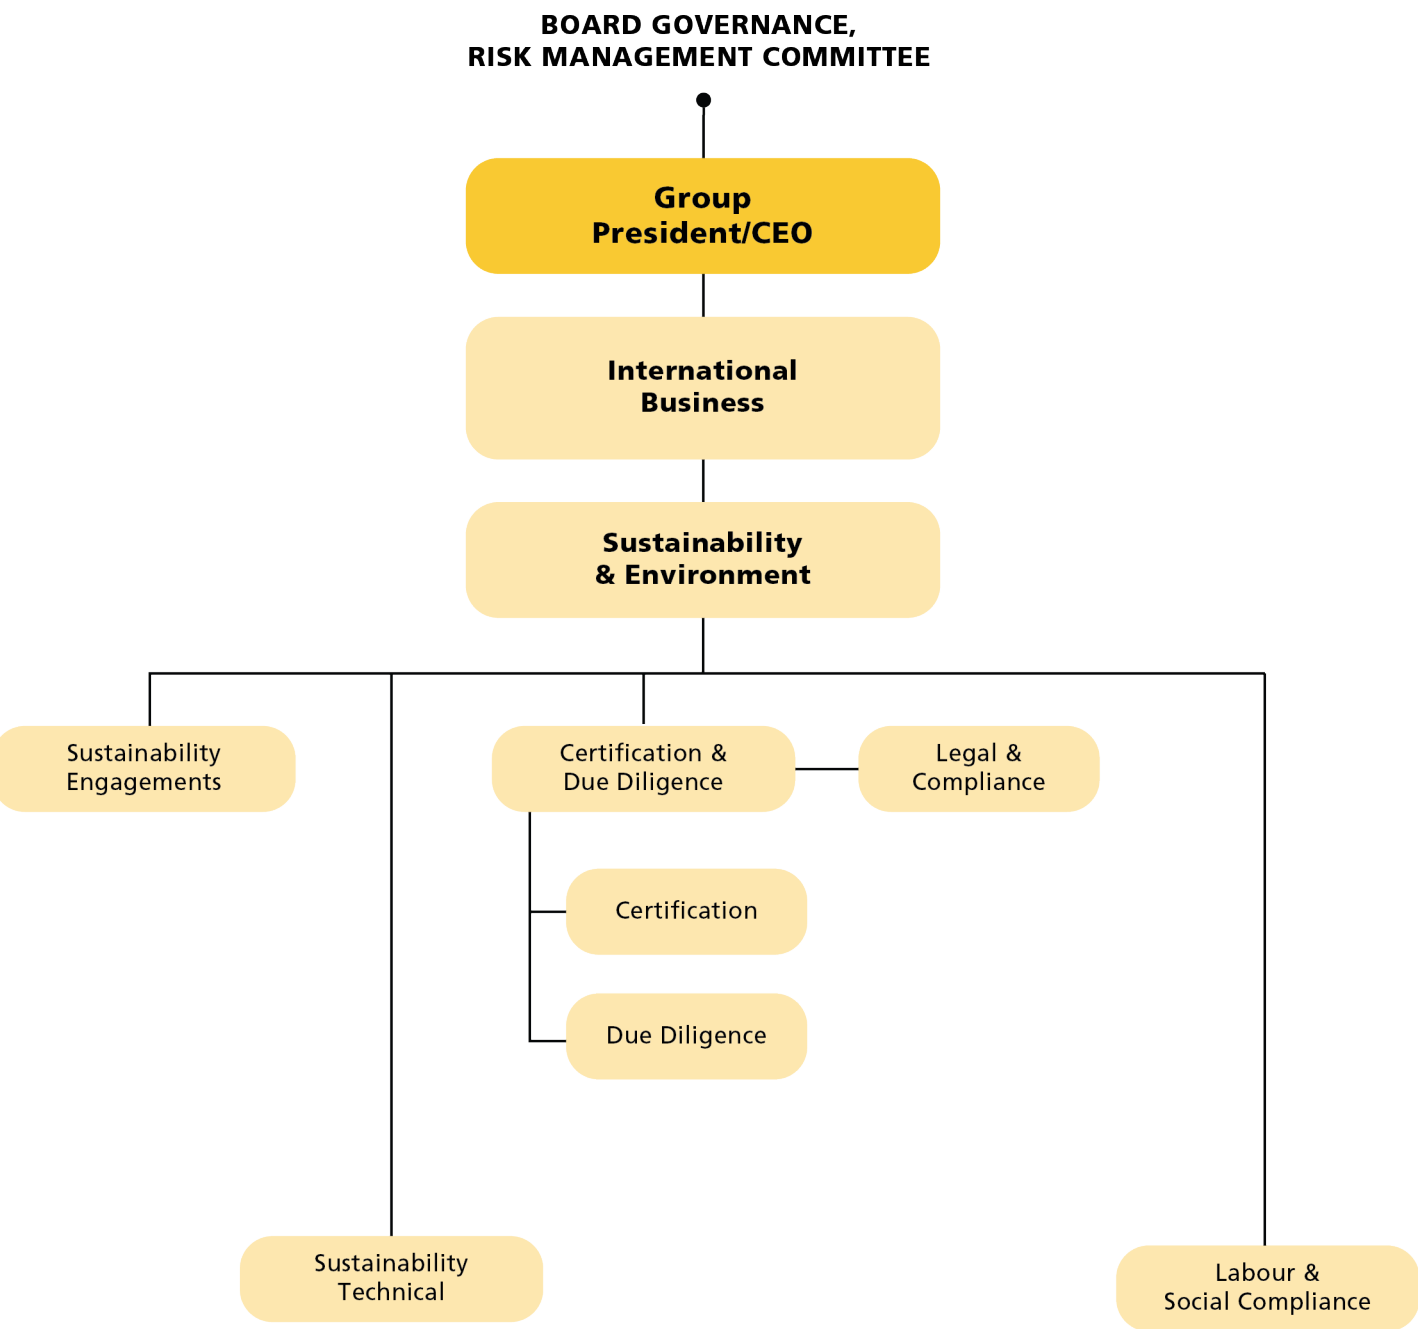 BOARD GOVERNANCE,
RISK MANAGEMENT COMMITTEE
Group
President/CEO
International
Business
Sustainability
& Environment
Sustainability
Engagements
Certification &
Due Diligence
Legal &
Compliance
Certification
Due Diligence
Sustainability
Technical
Labour &
Social Compliance